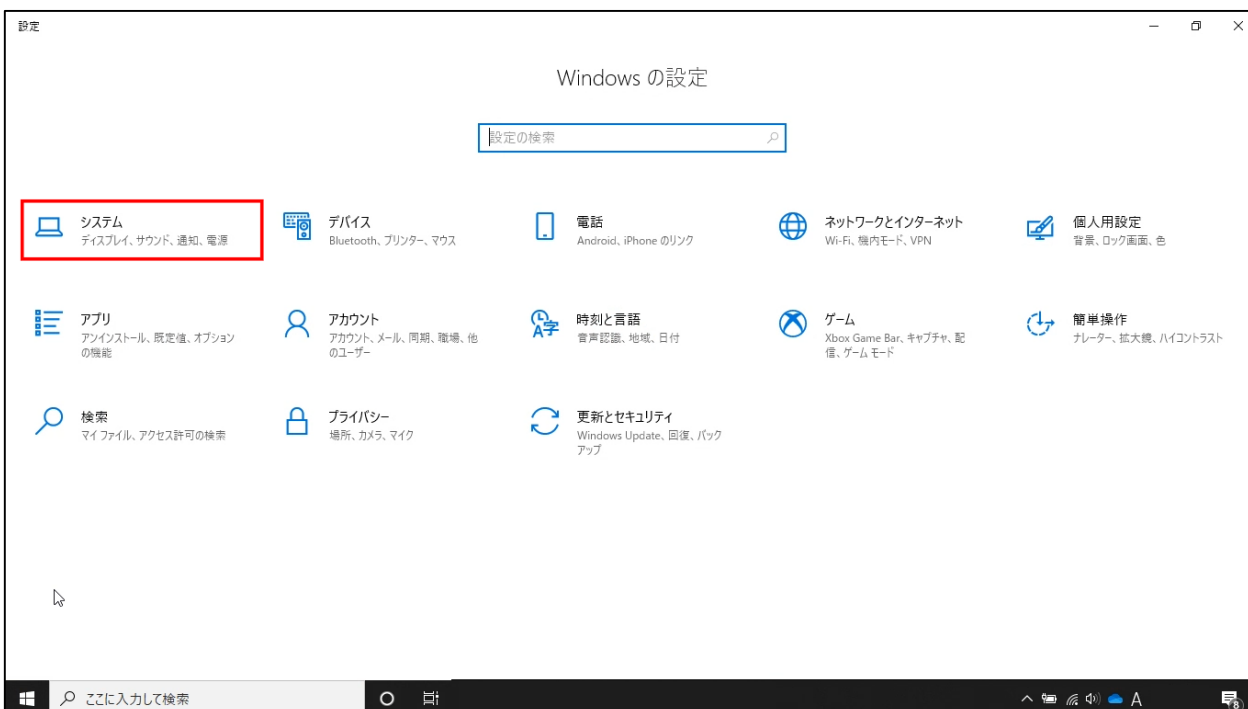 設定
Windows の設定
設定の検索
システム
ディスプレイ、サウンド、通知、電源
デバイス
Bluetooth、プリンター、マウス
電話
Android、iPhone のリンク
ネットワークとインターネット
Wi-Fi、機内モード、VPN
個人用設定
背景、ロック画面、色
アプリ
アンインストール、既定値、オプション
の機能
アカウント
アカウント、メール、同期、職場、他
のユーザー
時刻と言語
音声認識、地域、日付
ゲーム
Xbox Game Bar、キャプチャ、配
信、ゲーム モード
簡単操作
ナレーター、拡大鏡、ハイコントラスト
検索
マイ ファイル、アクセス許可の検索
プライバシー
場所、カメラ、マイク
更新とセキュリティ
Windows Update、回復、バック
アップ
ここに入力して検索
A
8